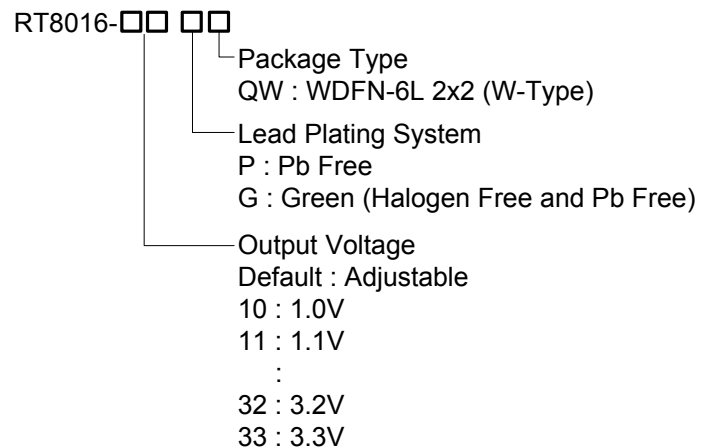 RT8016-□□ □□
Package Type
QW : WDFN-6L 2x2 (W-Type)
Lead Plating System
P : Pb Free
G : Green (Halogen Free and Pb Free)
Output Voltage
Default : Adjustable
10 : 1.0V
11 : 1.1V
:
32 : 3.2V
33 : 3.3V